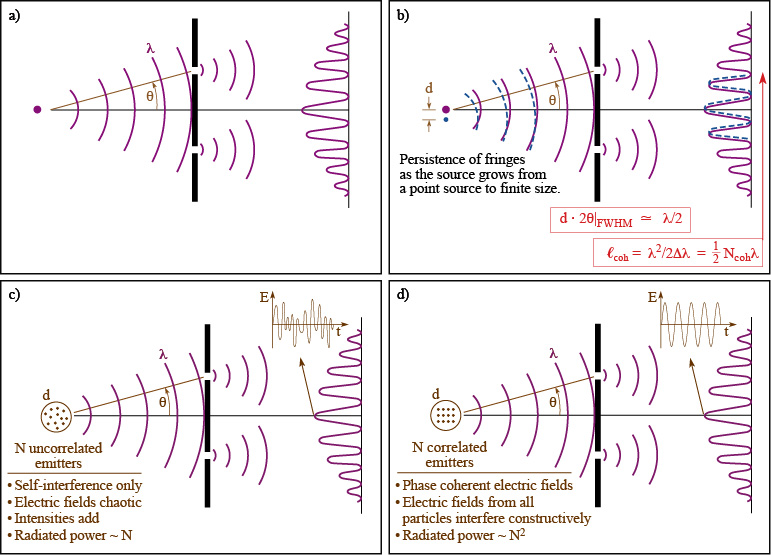 a)
λ
θ
b)
λ
d
θ
Persistence of fringes
as the source grows from
a point source to finite size.
d · 2θ|FWHM ≃ λ/2
ℓcoh = λ²/2Δλ = 1/2 Ncohλ
c)
E
t
λ
d
θ
N uncorrelated
emitters
• Self-interference only
• Electric fields chaotic
• Intensities add
• Radiated power ~ N
d)
E
t
λ
d
θ
N correlated
emitters
• Phase coherent electric fields
• Electric fields from all
particles interfere constructively
• Radiated power ~ N²